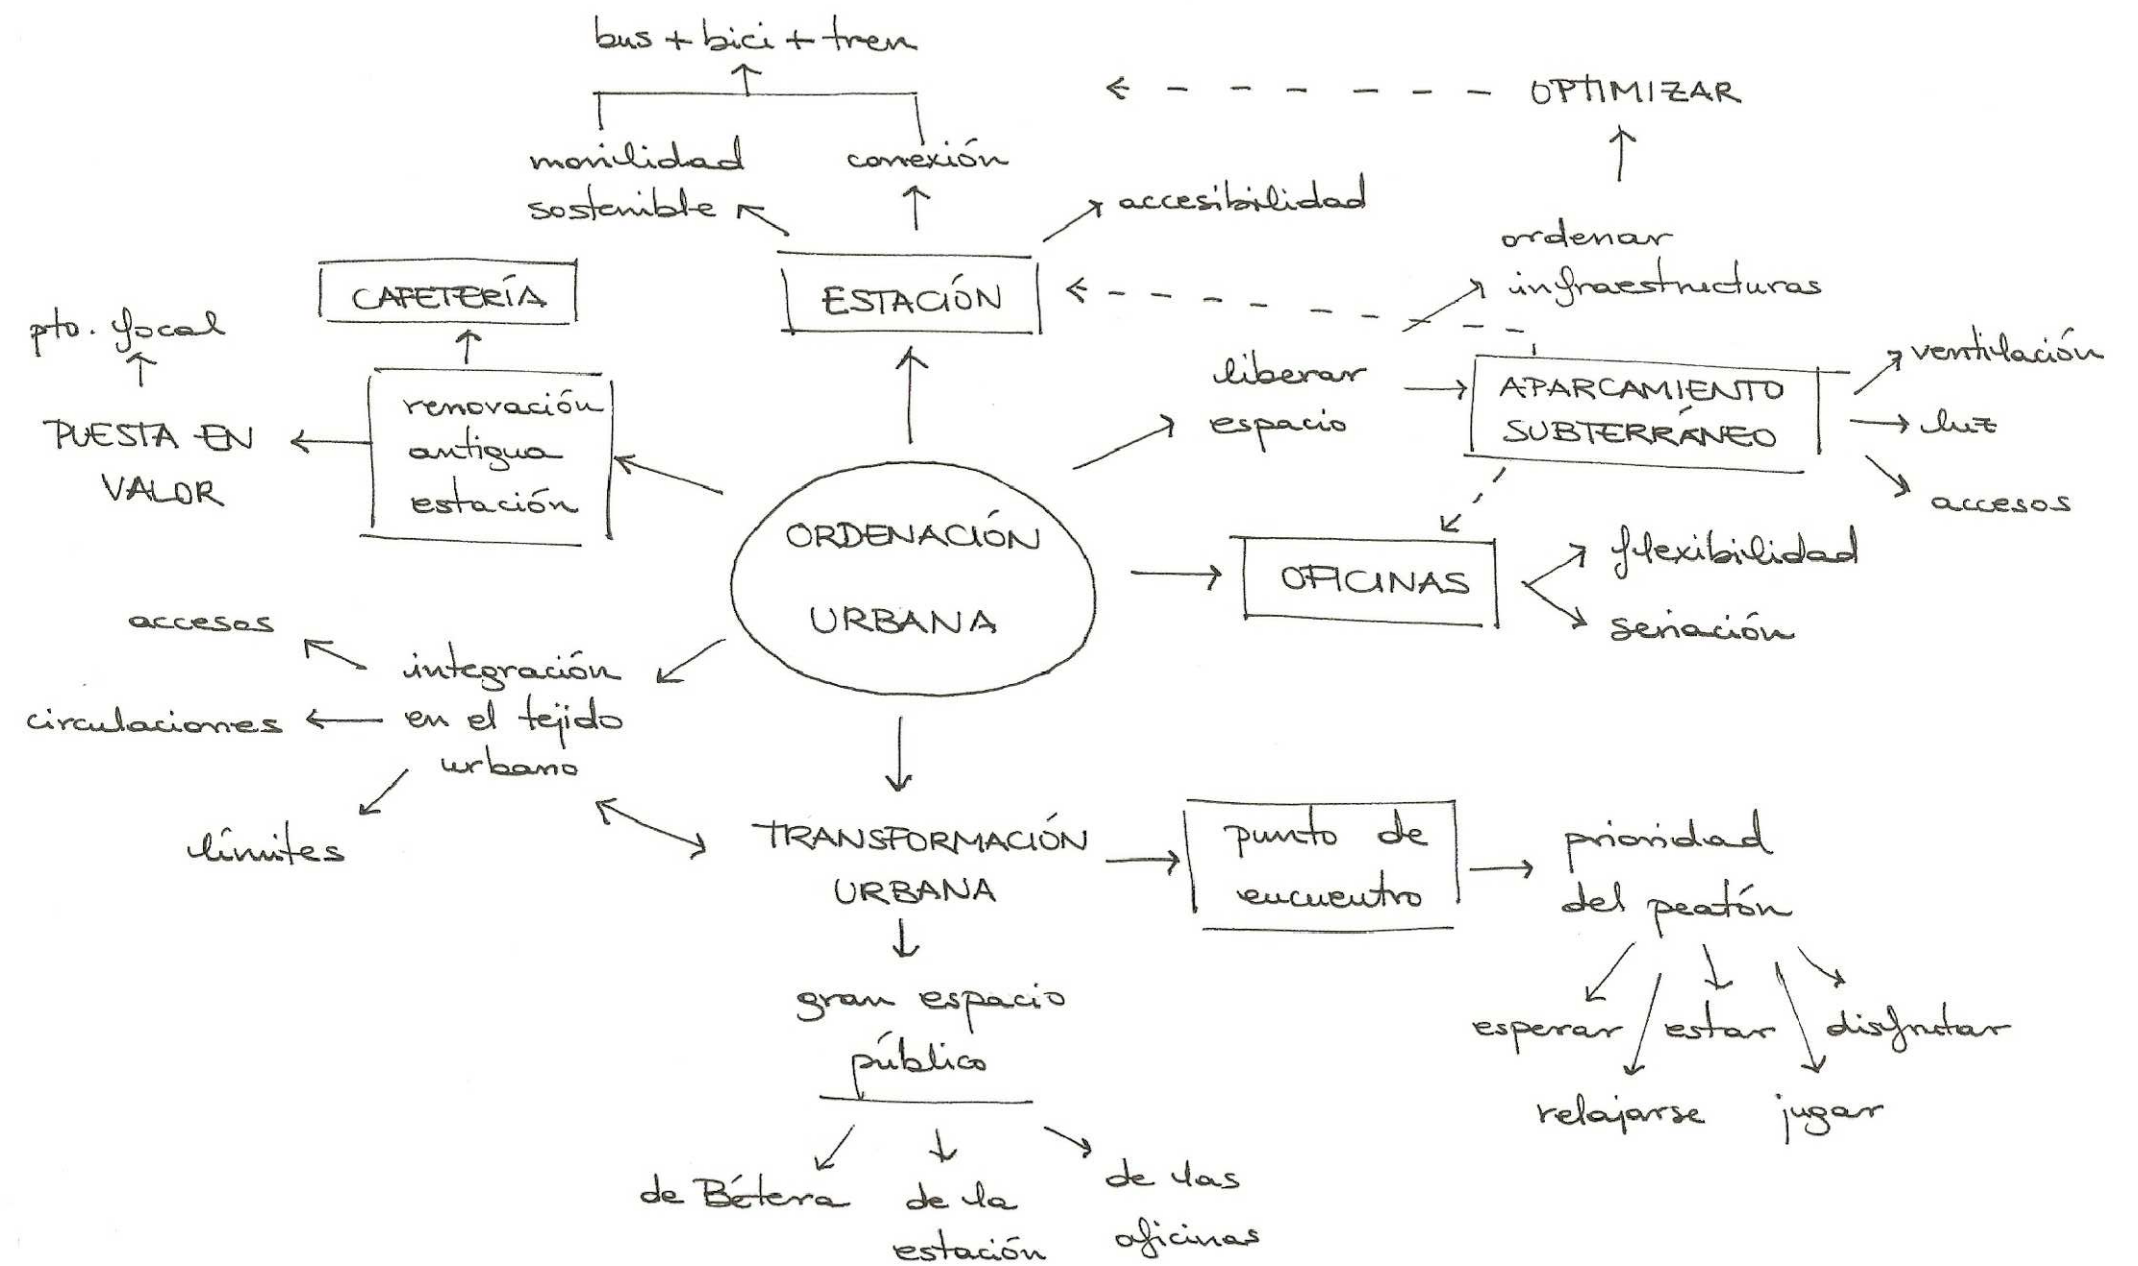 bus + bici + tren
OPTIMIZAR
movilidad
sostenible
conexión
accesibilidad
ordenar
infraestructuras
CAFETERÍA
ESTACIÓN
pto. focal
PUESTA EN
VALOR
renovación
antigua
estación
liberar
espacio
APARCAMIENTO
SUBTERRÁNEO
ventilación
luz
accesos
ORDENACIÓN
URBANA
OFICINAS
flexibilidad
seriación
accesos
circulaciones
límites
integración
en el tejido
urbano
TRANSFORMACIÓN
URBANA
punto de
encuentro
prioridad
del peatón
esperar
estar
disfrutar
relajarse
jugar
gran espacio
público
de Bétera
de la
estación
de las
oficinas